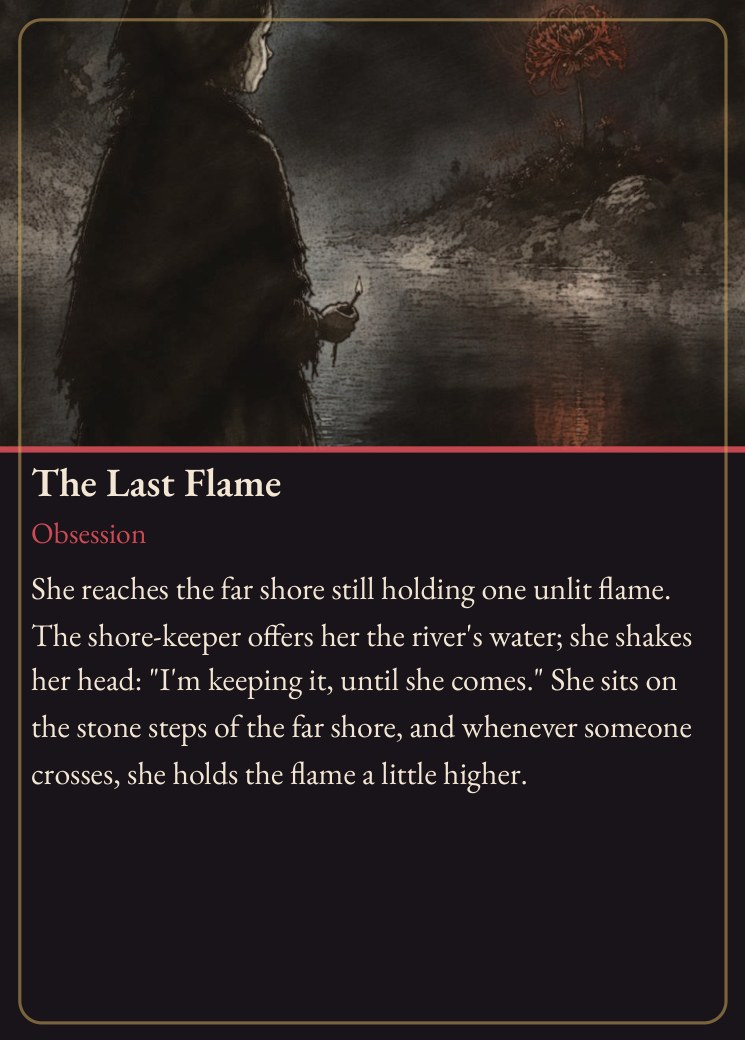 The Last Flame
Obsession
She reaches the far shore still holding one unlit flame.
The shore-keeper offers her the river's water; she shakes
her head: "I'm keeping it, until she comes." She sits on
the stone steps of the far shore, and whenever someone
crosses, she holds the flame a little higher.